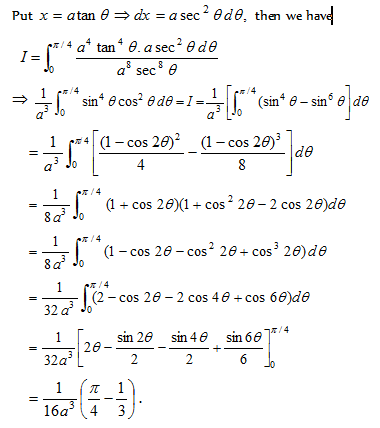 Put x = a tan θ ⇒ dx = a sec² θ dθ, then we have
I = ∫₀^{π/4} (a⁴ tan⁴ θ. a sec² θ dθ)/(a⁸ sec⁸ θ)
⇒ 1/a³ ∫₀^{π/4} sin⁴ θ cos² θ dθ = I = 1/a³ [∫₀^{π/4} (sin⁴ θ − sin⁶ θ] dθ
= 1/a³ ∫₀^{π/4} [(1 − cos 2θ)²/4 − (1 − cos 2θ)³/8] dθ
= 1/8a³ ∫₀^{π/4} (1 + cos 2θ)(1 + cos² 2θ − 2 cos 2θ)dθ
= 1/8a³ ∫₀^{π/4} (1 − cos 2θ − cos² 2θ + cos³ 2θ)dθ
= 1/32a³ ∫₀^{π/4} (2 − cos 2θ − 2 cos 4θ + cos 6θ)dθ
= 1/32a³ [2θ − sin 2θ/2 − sin 4θ/2 + sin 6θ/6]₀^{π/4}
= 1/16a³ (π/4 − 1/3).